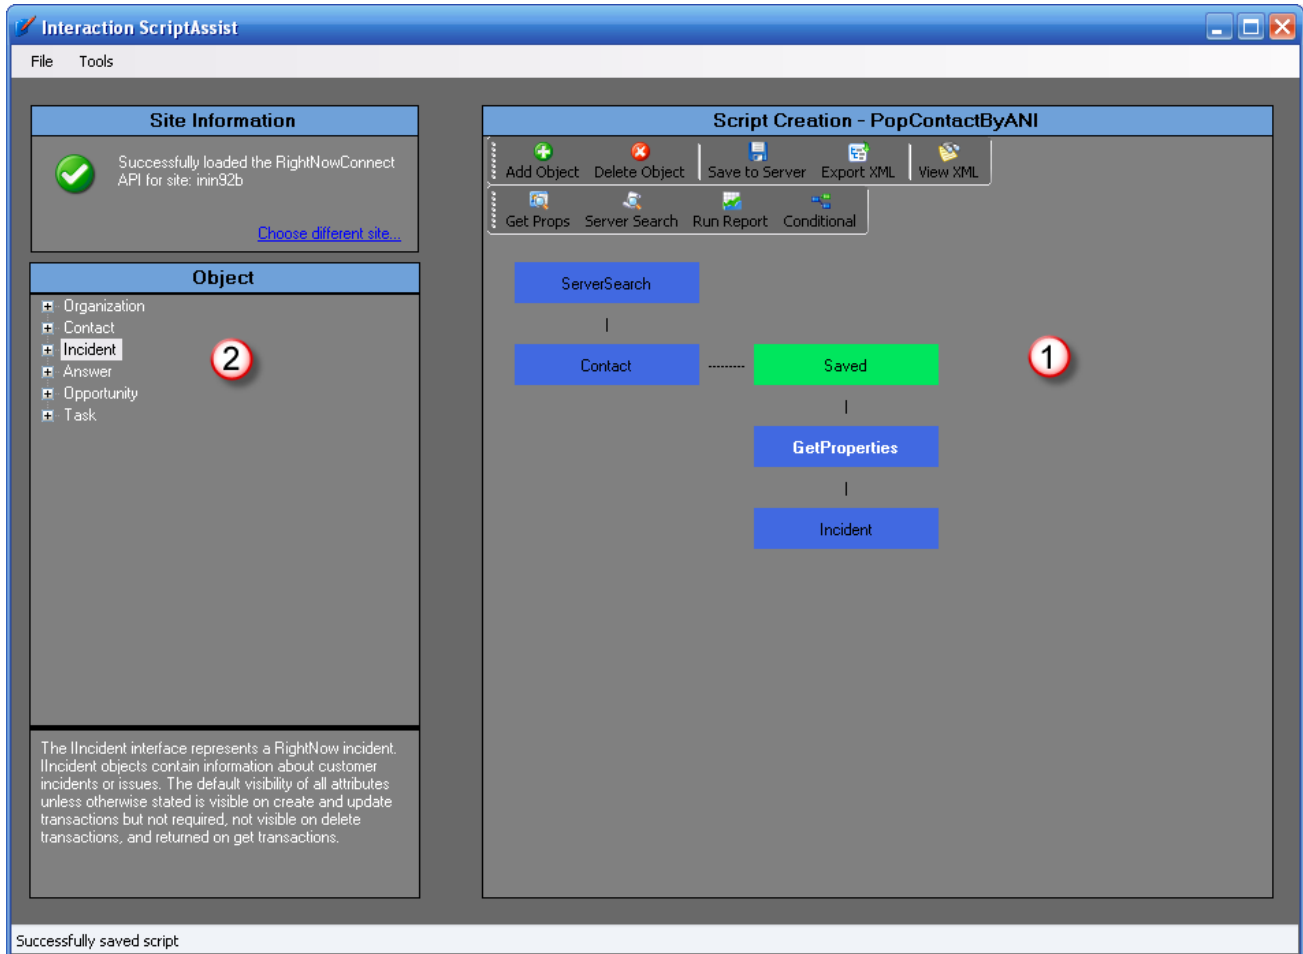 Interaction ScriptAssist
File Tools
Site Information
Successfully loaded the RightNowConnect
API for site: inin92b
Choose different site...
Object
Organization
Contact
Incident
Answer
Opportunity
Task
2
The IIncident interface represents a RightNow incident.
IIncident objects contain information about customer
incidents or issues. The default visibility of all attributes
unless otherwise stated is visible on create and update
transactions but not required, not visible on delete
transactions, and returned on get transactions.
Script Creation - PopContactByANI
Add Object Delete Object Save to Server Export XML View XML
Get Props Server Search Run Report Conditional
ServerSearch
Contact Saved
1
GetProperties
Incident
Successfully saved script